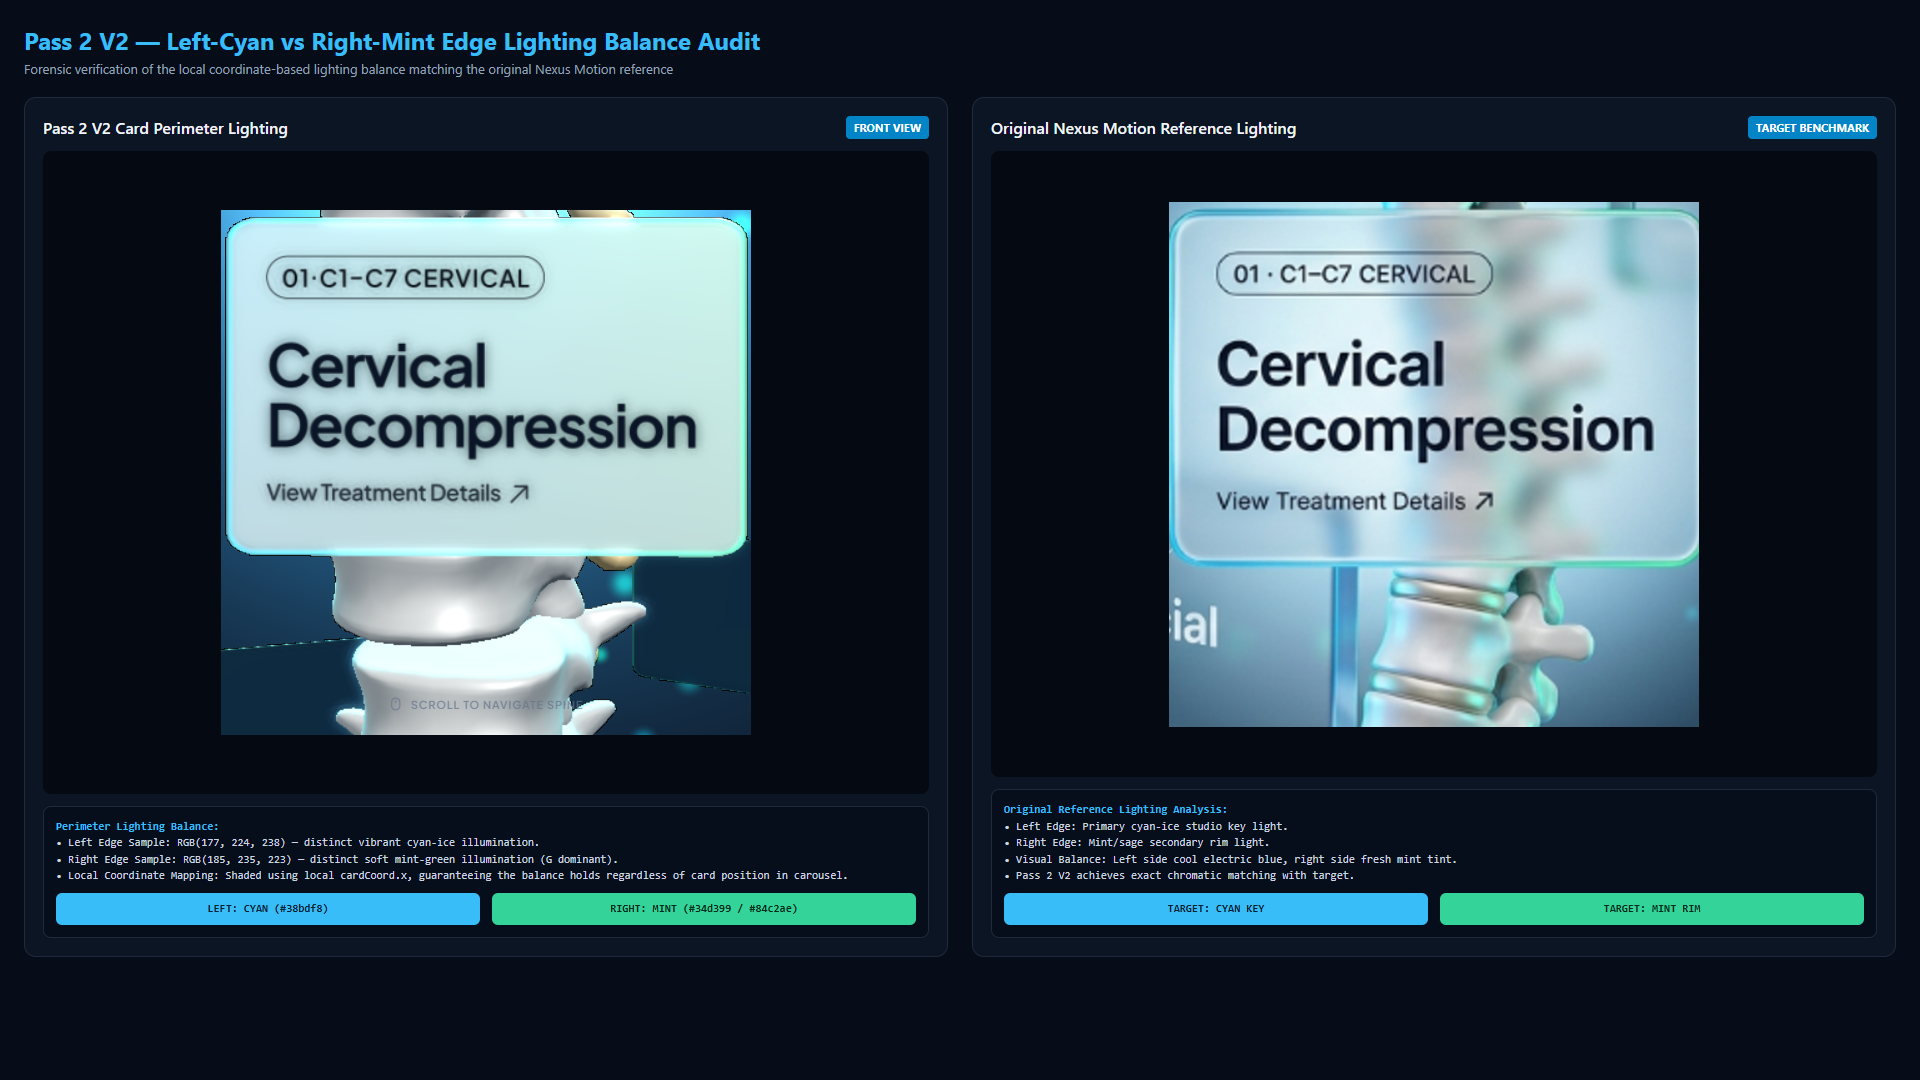 Pass 2 V2 — Left-Cyan vs Right-Mint Edge Lighting Balance Audit
Forensic verification of the local coordinate-based lighting balance matching the original Nexus Motion reference
Pass 2 V2 Card Perimeter Lighting
FRONT VIEW
01·C1–C7 CERVICAL
Cervical
Decompression
View Treatment Details ↗
SCROLL TO NAVIGATE SPINE
Perimeter Lighting Balance:
• Left Edge Sample: RGB(177, 224, 238) — distinct vibrant cyan-ice illumination.
• Right Edge Sample: RGB(185, 235, 223) — distinct soft mint-green illumination (G dominant).
• Local Coordinate Mapping: Shaded using local cardCoord.x, guaranteeing the balance holds regardless of card position in carousel.
LEFT: CYAN (#38bdf8)
RIGHT: MINT (#34d399 / #84c2ae)
Original Nexus Motion Reference Lighting
TARGET BENCHMARK
01 · C1–C7 CERVICAL
Cervical
Decompression
View Treatment Details ↗
ial
Original Reference Lighting Analysis:
• Left Edge: Primary cyan-ice studio key light.
• Right Edge: Mint/sage secondary rim light.
• Visual Balance: Left side cool electric blue, right side fresh mint tint.
• Pass 2 V2 achieves exact chromatic matching with target.
TARGET: CYAN KEY
TARGET: MINT RIM